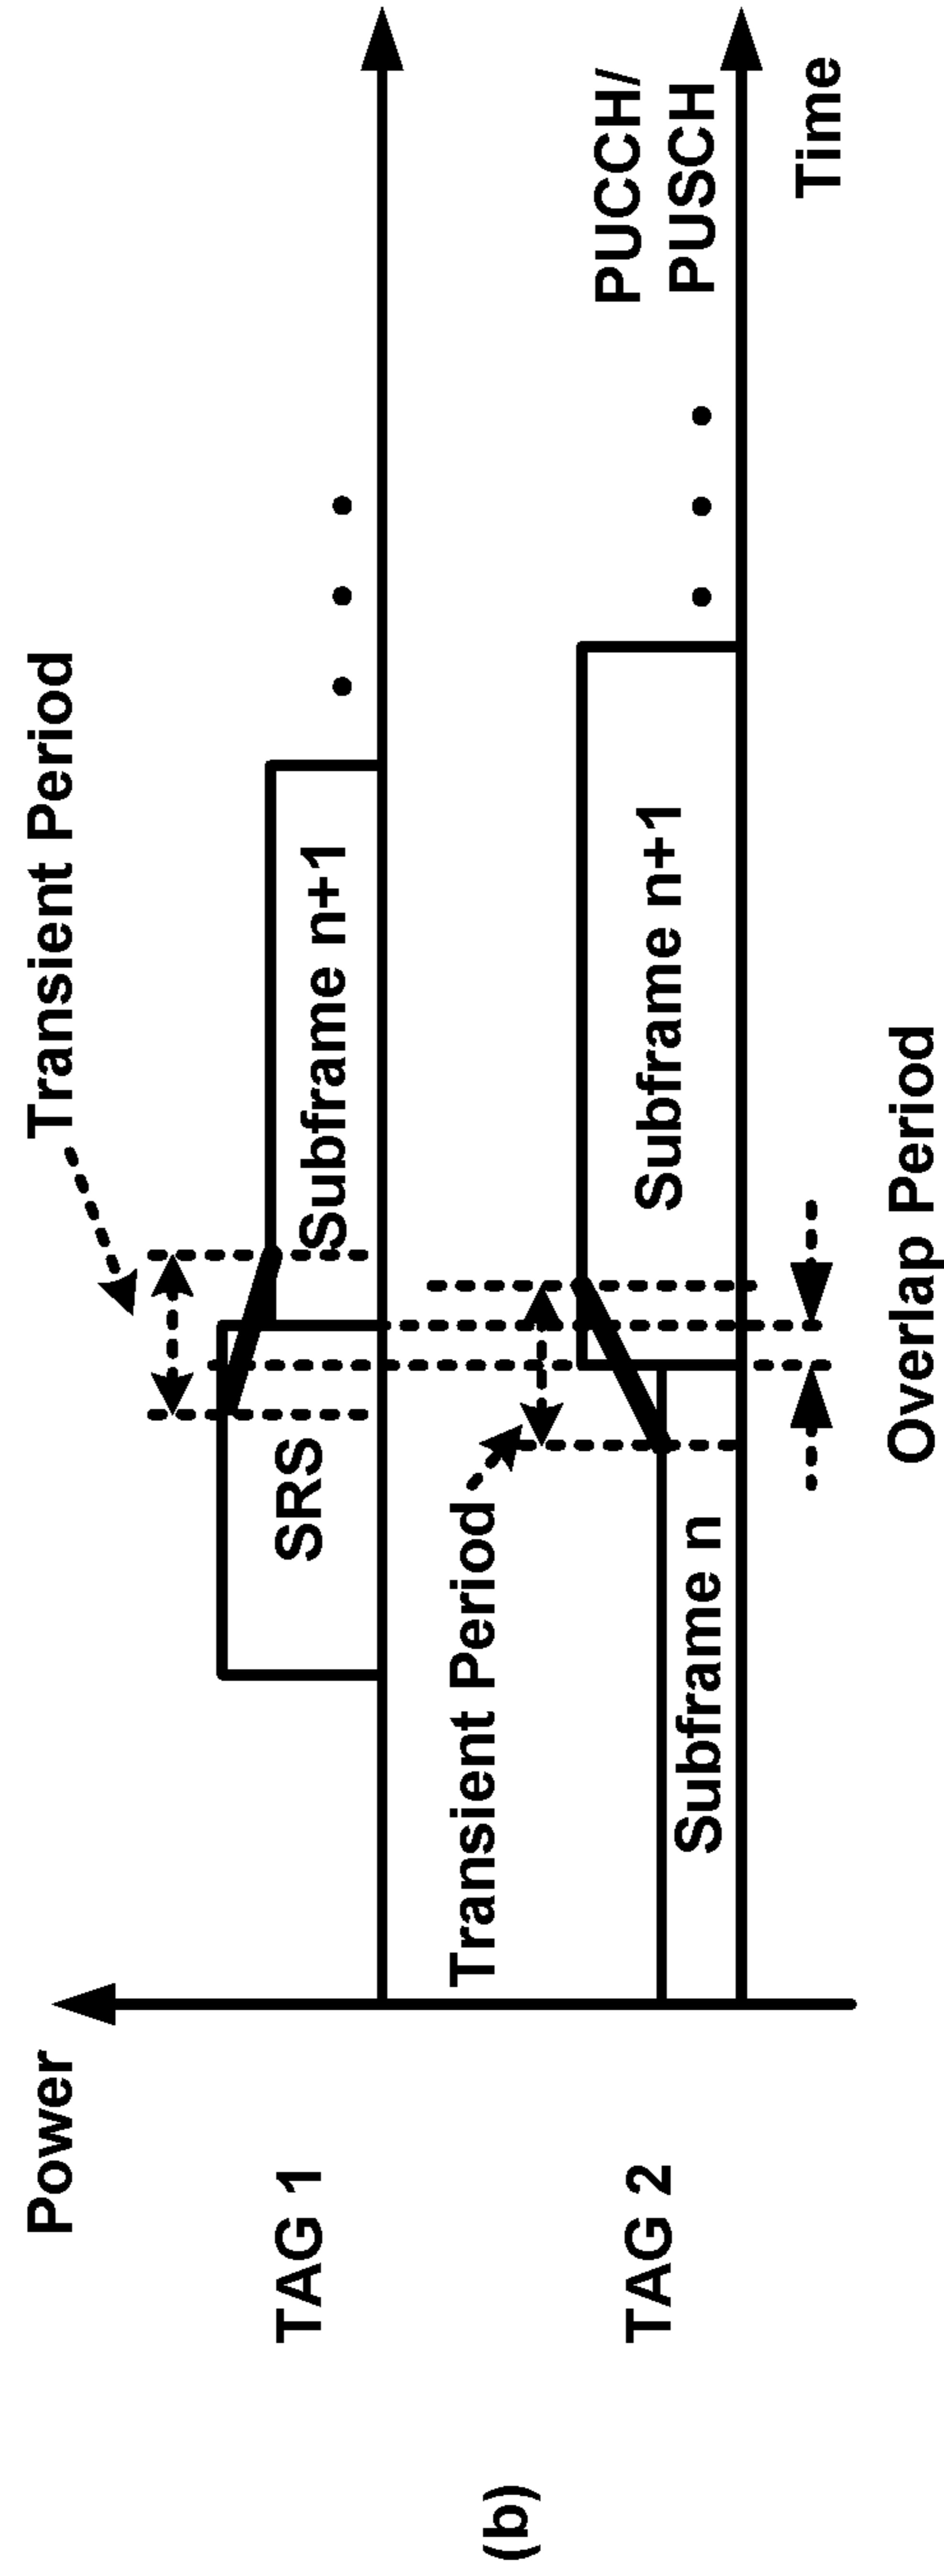 Power
Transient Period
TAG 1
SRS
Subframe n+1
Transient Period
PUCCH/
PUSCH
TAG 2
Subframe n
Subframe n+1
Time
Overlap Period
(b)